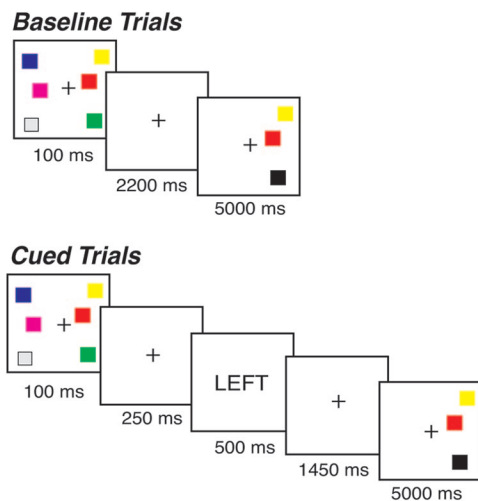 Baseline Trials
100 ms
2200 ms
5000 ms
Cued Trials
100 ms
250 ms
LEFT
500 ms
1450 ms
5000 ms